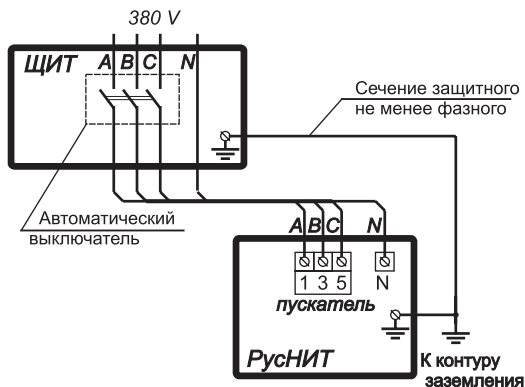 380 V
ЩИТ
A B C N
Сечение защитного
не менее фазного
Автоматический
выключатель
A B C N
1 3 5 N
пускатель
РусНИТ
К контуру
заземления